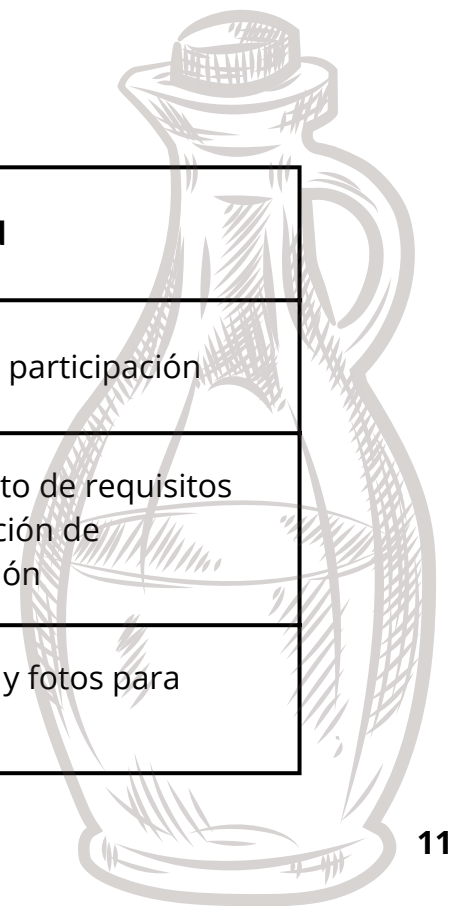 participación
to de requisitos
ción de
ón
y fotos para
11